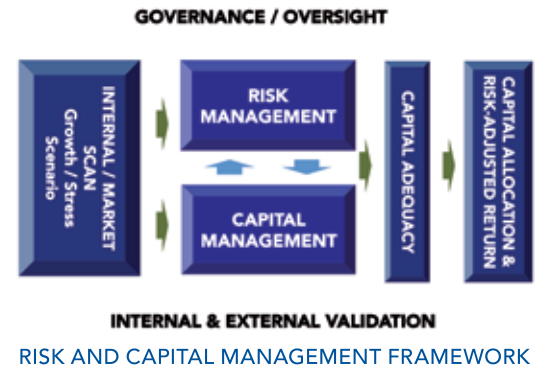 GOVERNANCE / OVERSIGHT
INTERNAL / MARKET
SCAN
Growth / Stress
Scenario
RISK
MANAGEMENT
CAPITAL
MANAGEMENT
CAPITAL ADEQUACY
CAPITAL ALLOCATION &
RISK-ADJUSTED RETURN
INTERNAL & EXTERNAL VALIDATION
RISK AND CAPITAL MANAGEMENT FRAMEWORK